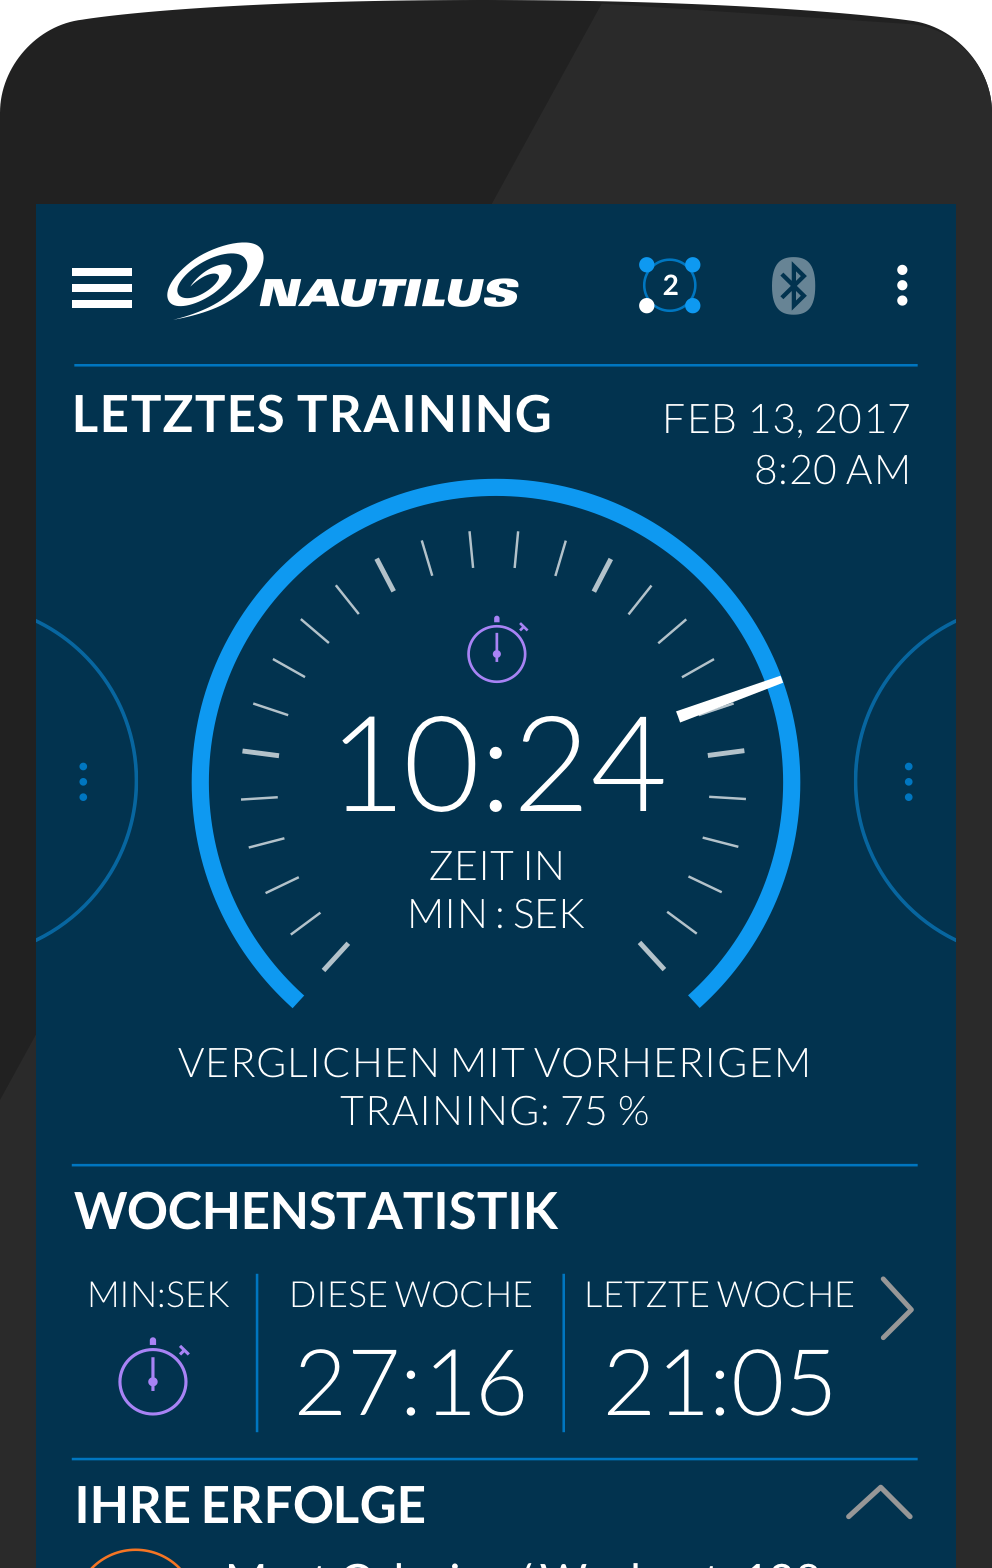 NAUTILUS
2
LETZTES TRAINING
FEB 13, 2017
8:20 AM
10:24
ZEIT IN
MIN : SEK
VERGLICHEN MIT VORHERIGEM
TRAINING: 75 %
WOCHENSTATISTIK
MIN:SEK
DIESE WOCHE
LETZTE WOCHE
27:16
21:05
IHRE ERFOLGE